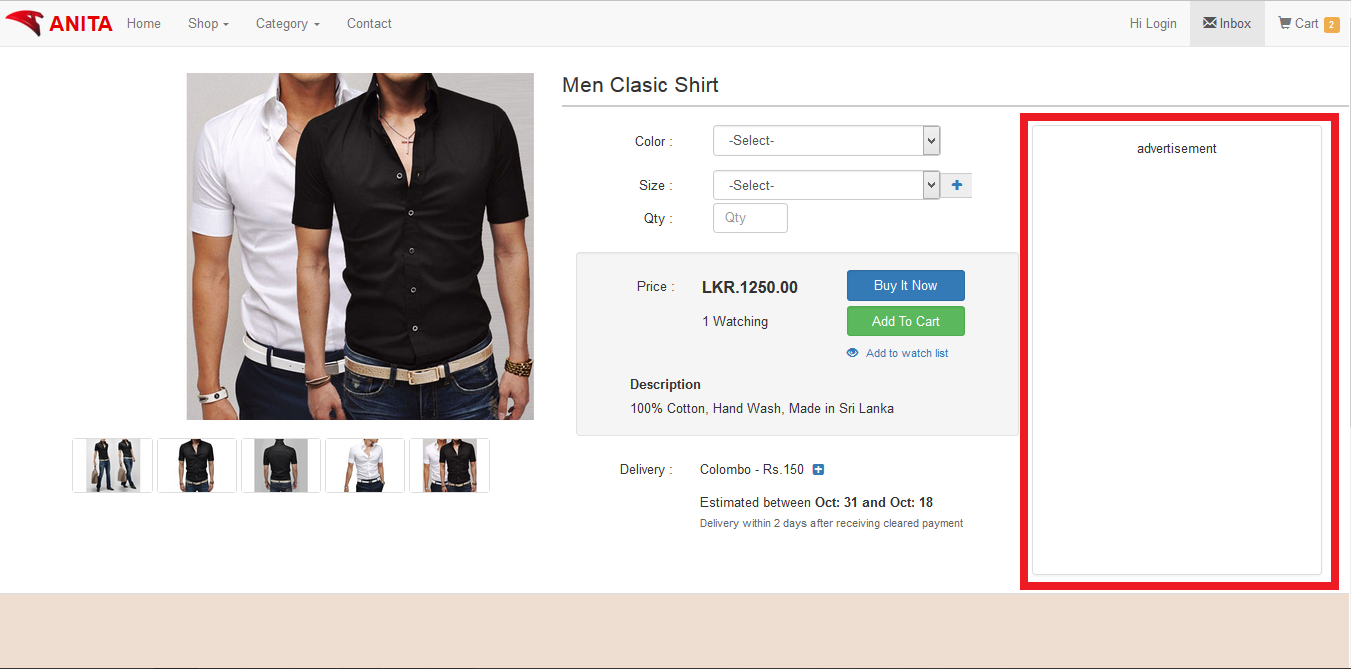 ANITA Home Shop Category Contact Hi Login Inbox Cart 2
Men Clasic Shirt
Color : -Select-
advertisement
Size : -Select-
Qty : Qty
Price : LKR.1250.00 Buy It Now
1 Watching Add To Cart
Add to watch list
Description
100% Cotton, Hand Wash, Made in Sri Lanka
Delivery : Colombo - Rs.150
Estimated between Oct: 31 and Oct: 18
Delivery within 2 days after receiving cleared payment